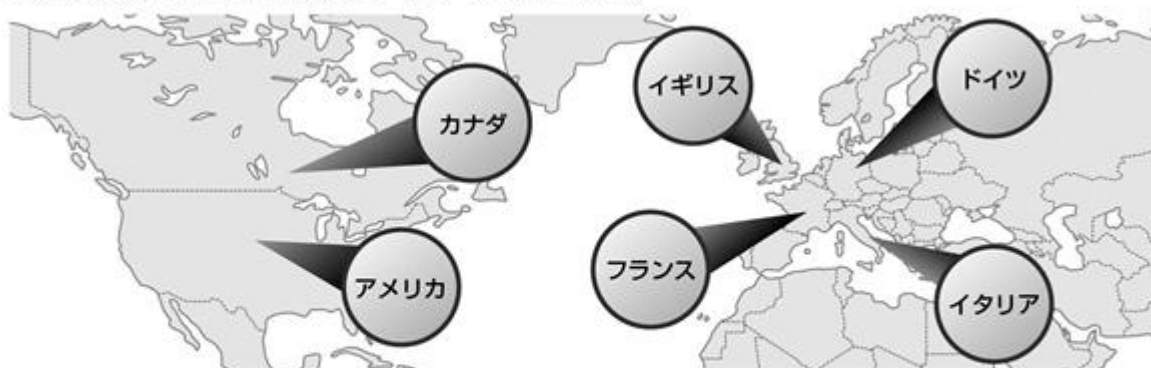 カナダ
イギリス
ドイツ
アメリカ
フランス
イタリア